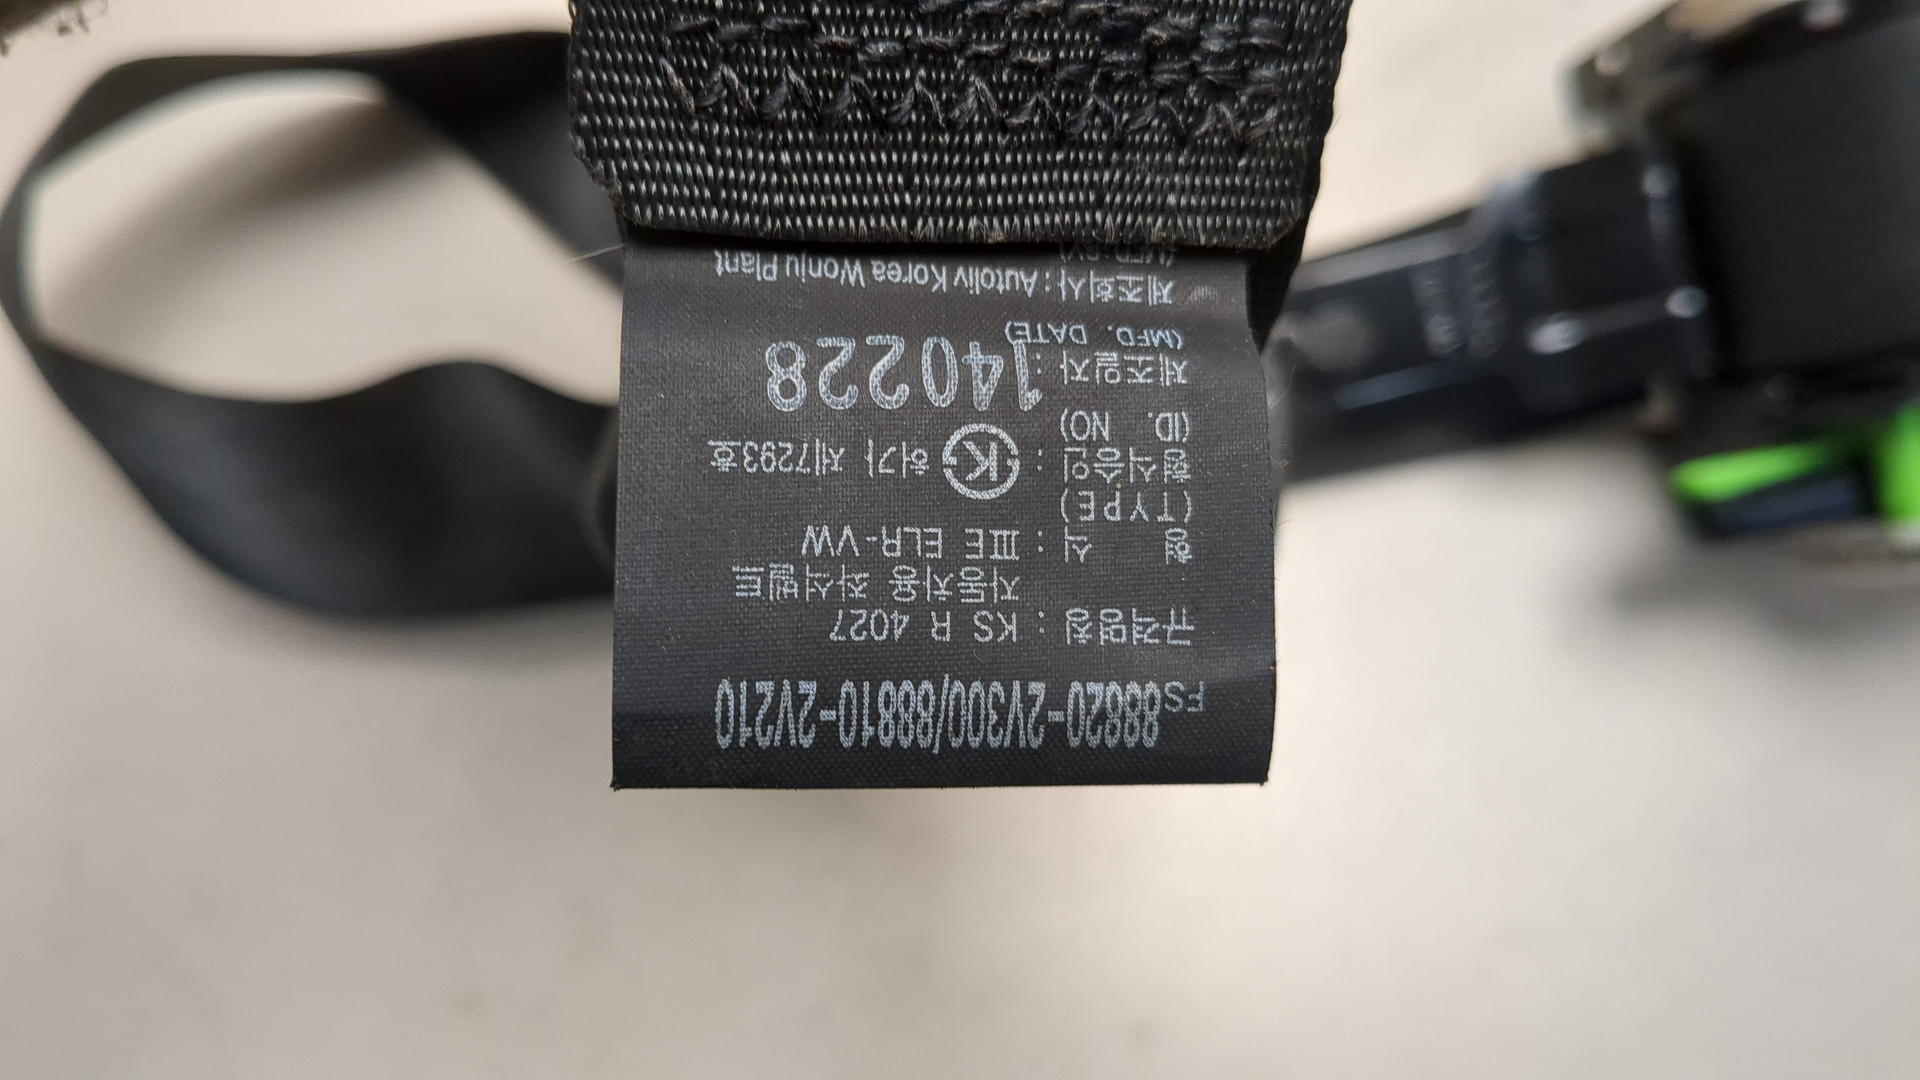 FS
88820-2V300/88810-2V210
규격명칭 : KS R 4027
자동차용 좌석벨트
형 식 : ⅢE ELR-VW
(TYPE)
형식승인 : K 허가 제7293호
(ID. NO)
제조일자 : 140228
(MFD. DATE)
제조회사 : Autoliv Korea Wonju Plant
(MFD.BY)